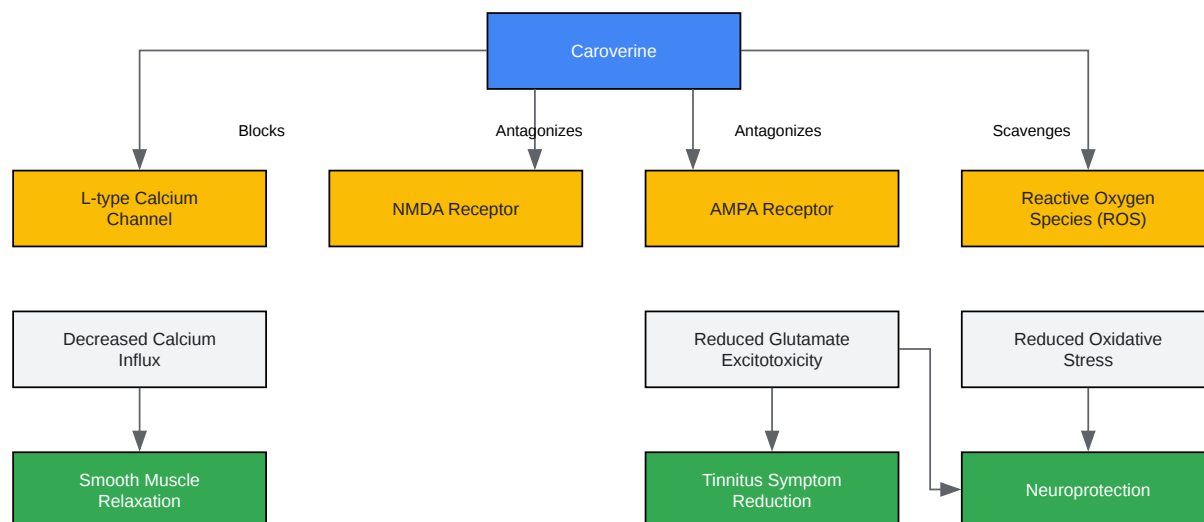 Caroverine
Blocks
Antagonizes
Antagonizes
Scavenges
L-type Calcium
Channel
NMDA Receptor
AMPA Receptor
Reactive Oxygen
Species (ROS)
Decreased Calcium
Influx
Reduced Glutamate
Excitotoxicity
Reduced Oxidative
Stress
Smooth Muscle
Relaxation
Tinnitus Symptom
Reduction
Neuroprotection